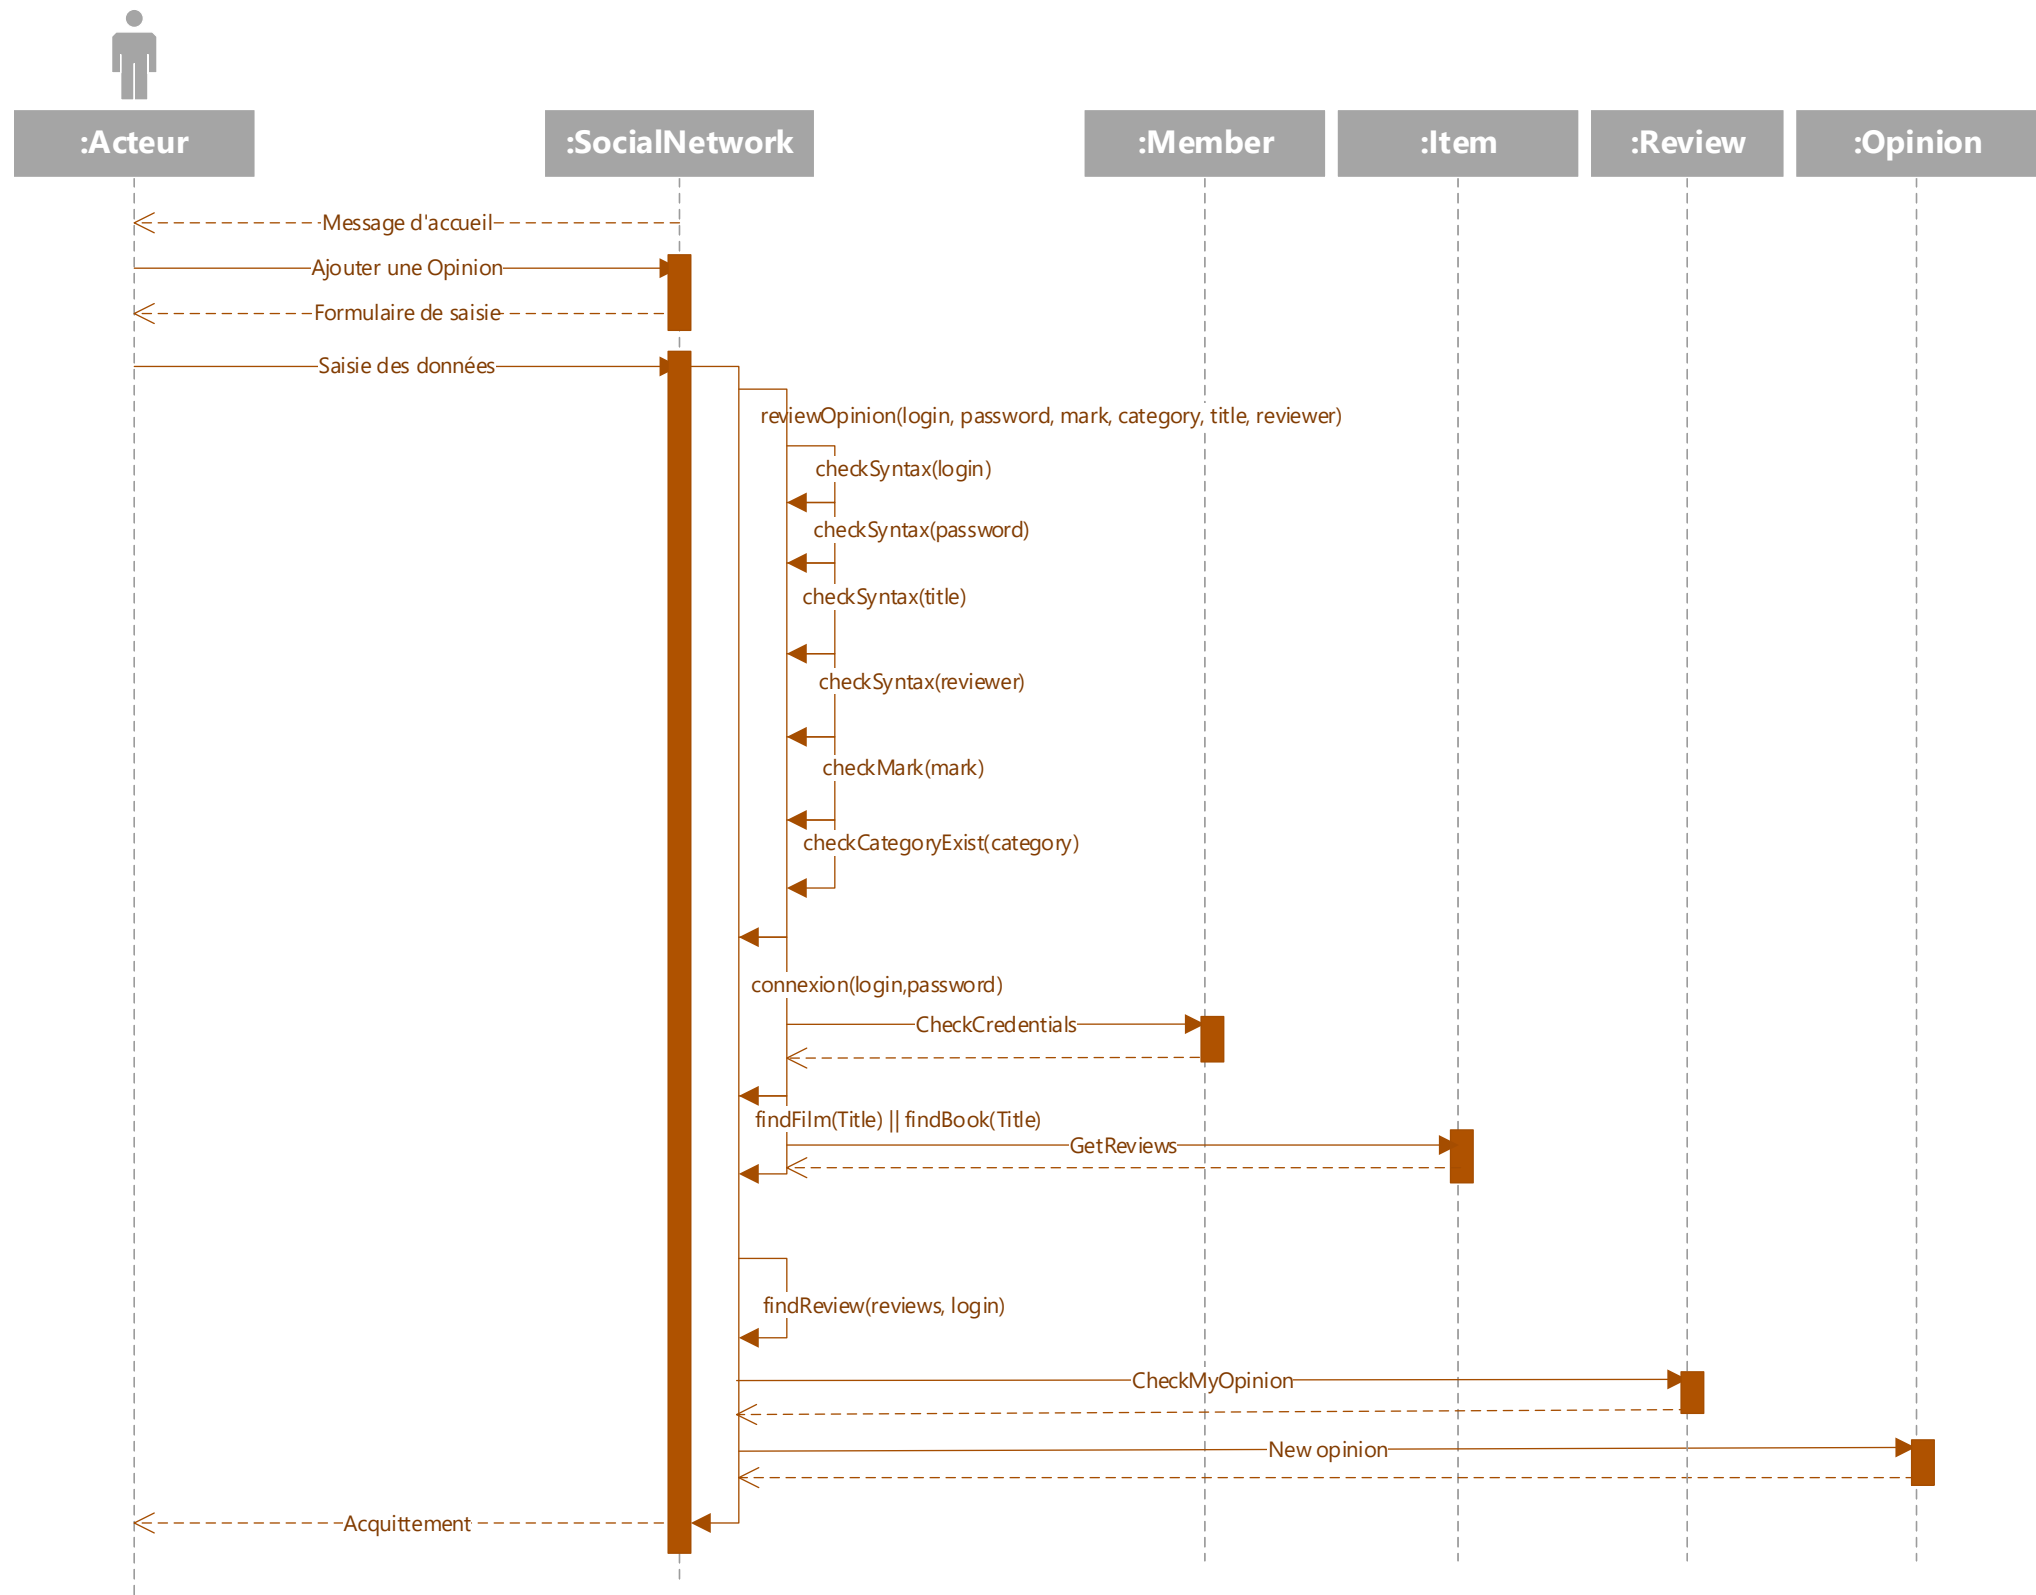 :Acteur
:SocialNetwork
:Member
:Item
:Review
:Opinion
Message d'accueil
Ajouter une Opinion
Formulaire de saisie
Saisie des données
reviewOpinion(login, password, mark, category, title, reviewer)
checkSyntax(login)
checkSyntax(password)
checkSyntax(title)
checkSyntax(reviewer)
checkMark(mark)
checkCategoryExist(category)
connexion(login,password)
CheckCredentials
findFilm(Title) || findBook(Title)
GetReviews
findReview(reviews, login)
CheckMyOpinion
New opinion
Acquittement